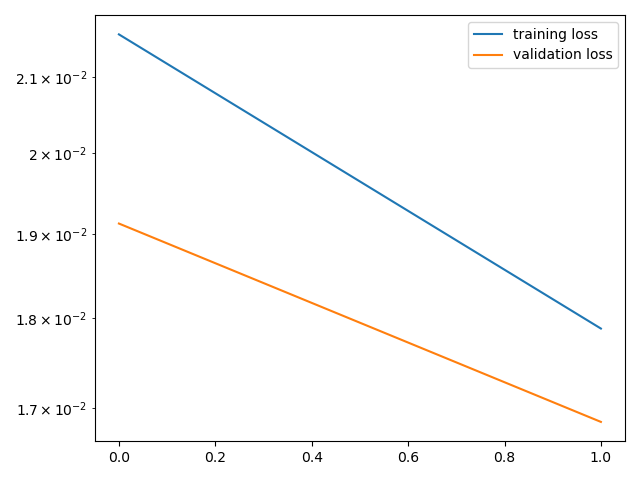 training loss
validation loss
2.1 × 10⁻²
2 × 10⁻²
1.9 × 10⁻²
1.8 × 10⁻²
1.7 × 10⁻²
0.0 0.2 0.4 0.6 0.8 1.0